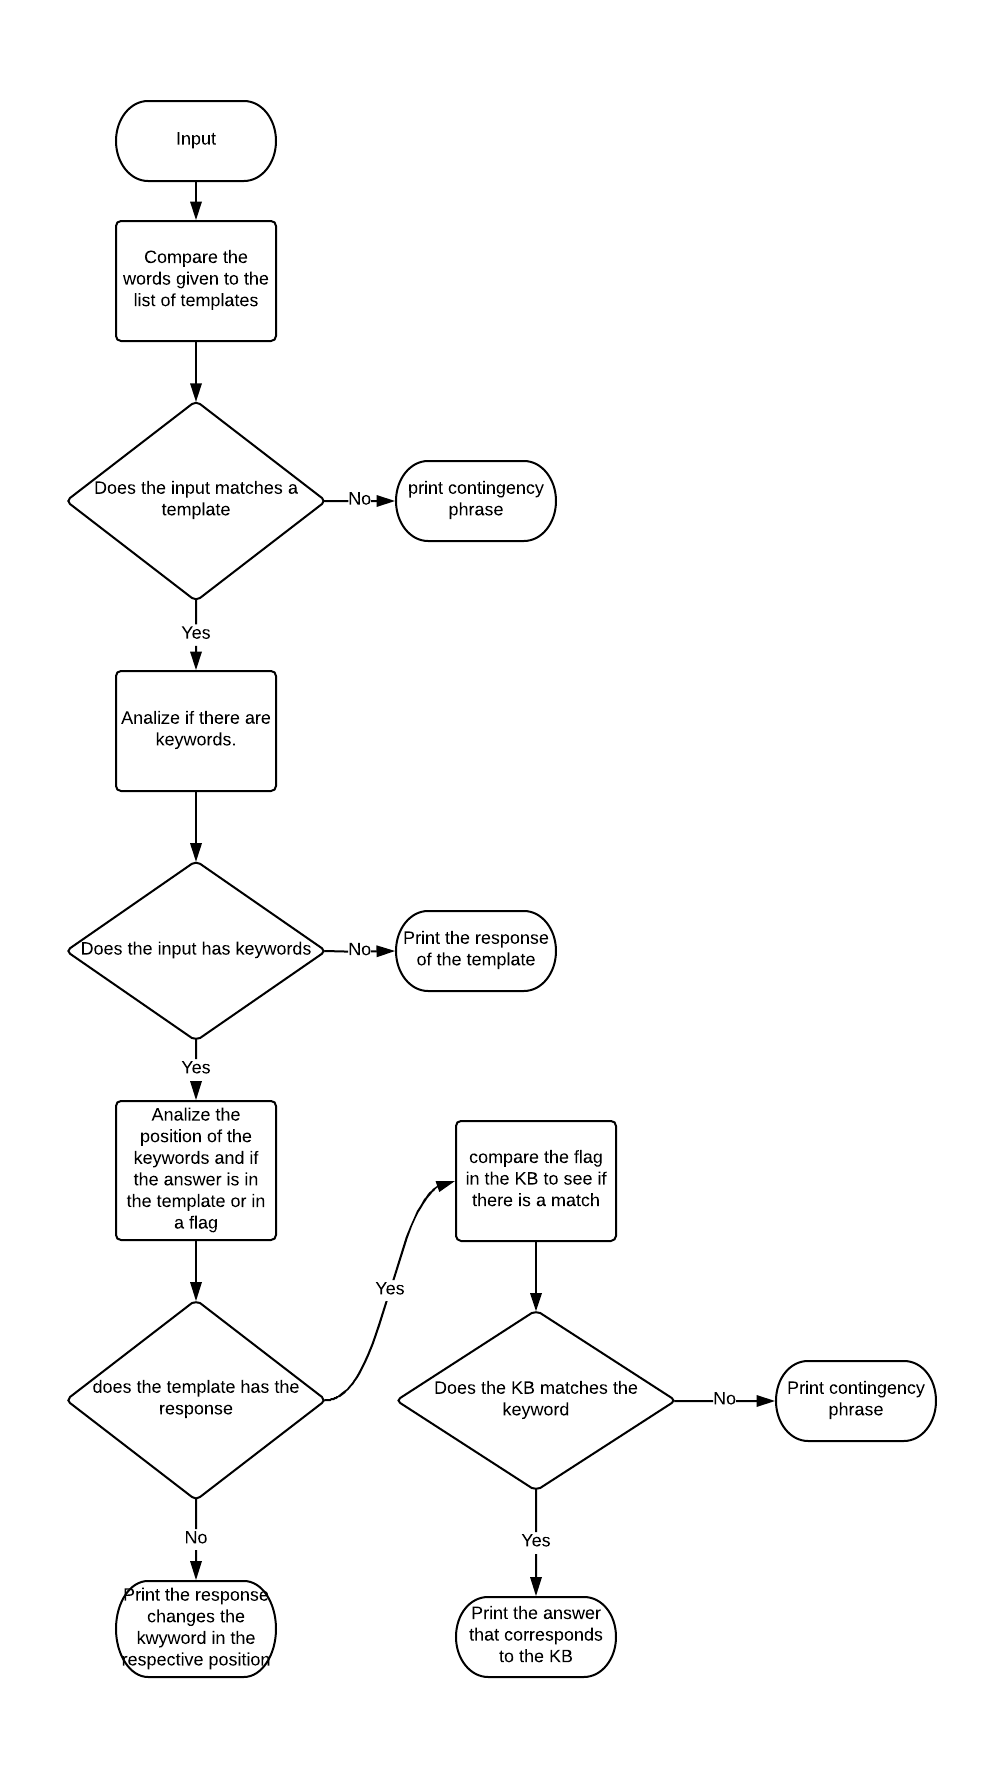 Input
Compare the
words given to the
list of templates
Does the input matches a
template
No
print contingency
phrase
Yes
Analize if there are
keywords.
Does the input has keywords
No
Print the response
of the template
Yes
Analize the
position of the
keywords and if
the answer is in
the template or in
a flag
compare the flag
in the KB to see if
there is a match
Yes
does the template has the
response
Does the KB matches the
keyword
No
Print contingency
phrase
No
Yes
Print the response
changes the
kwyword in the
respective position
Print the answer
that corresponds
to the KB